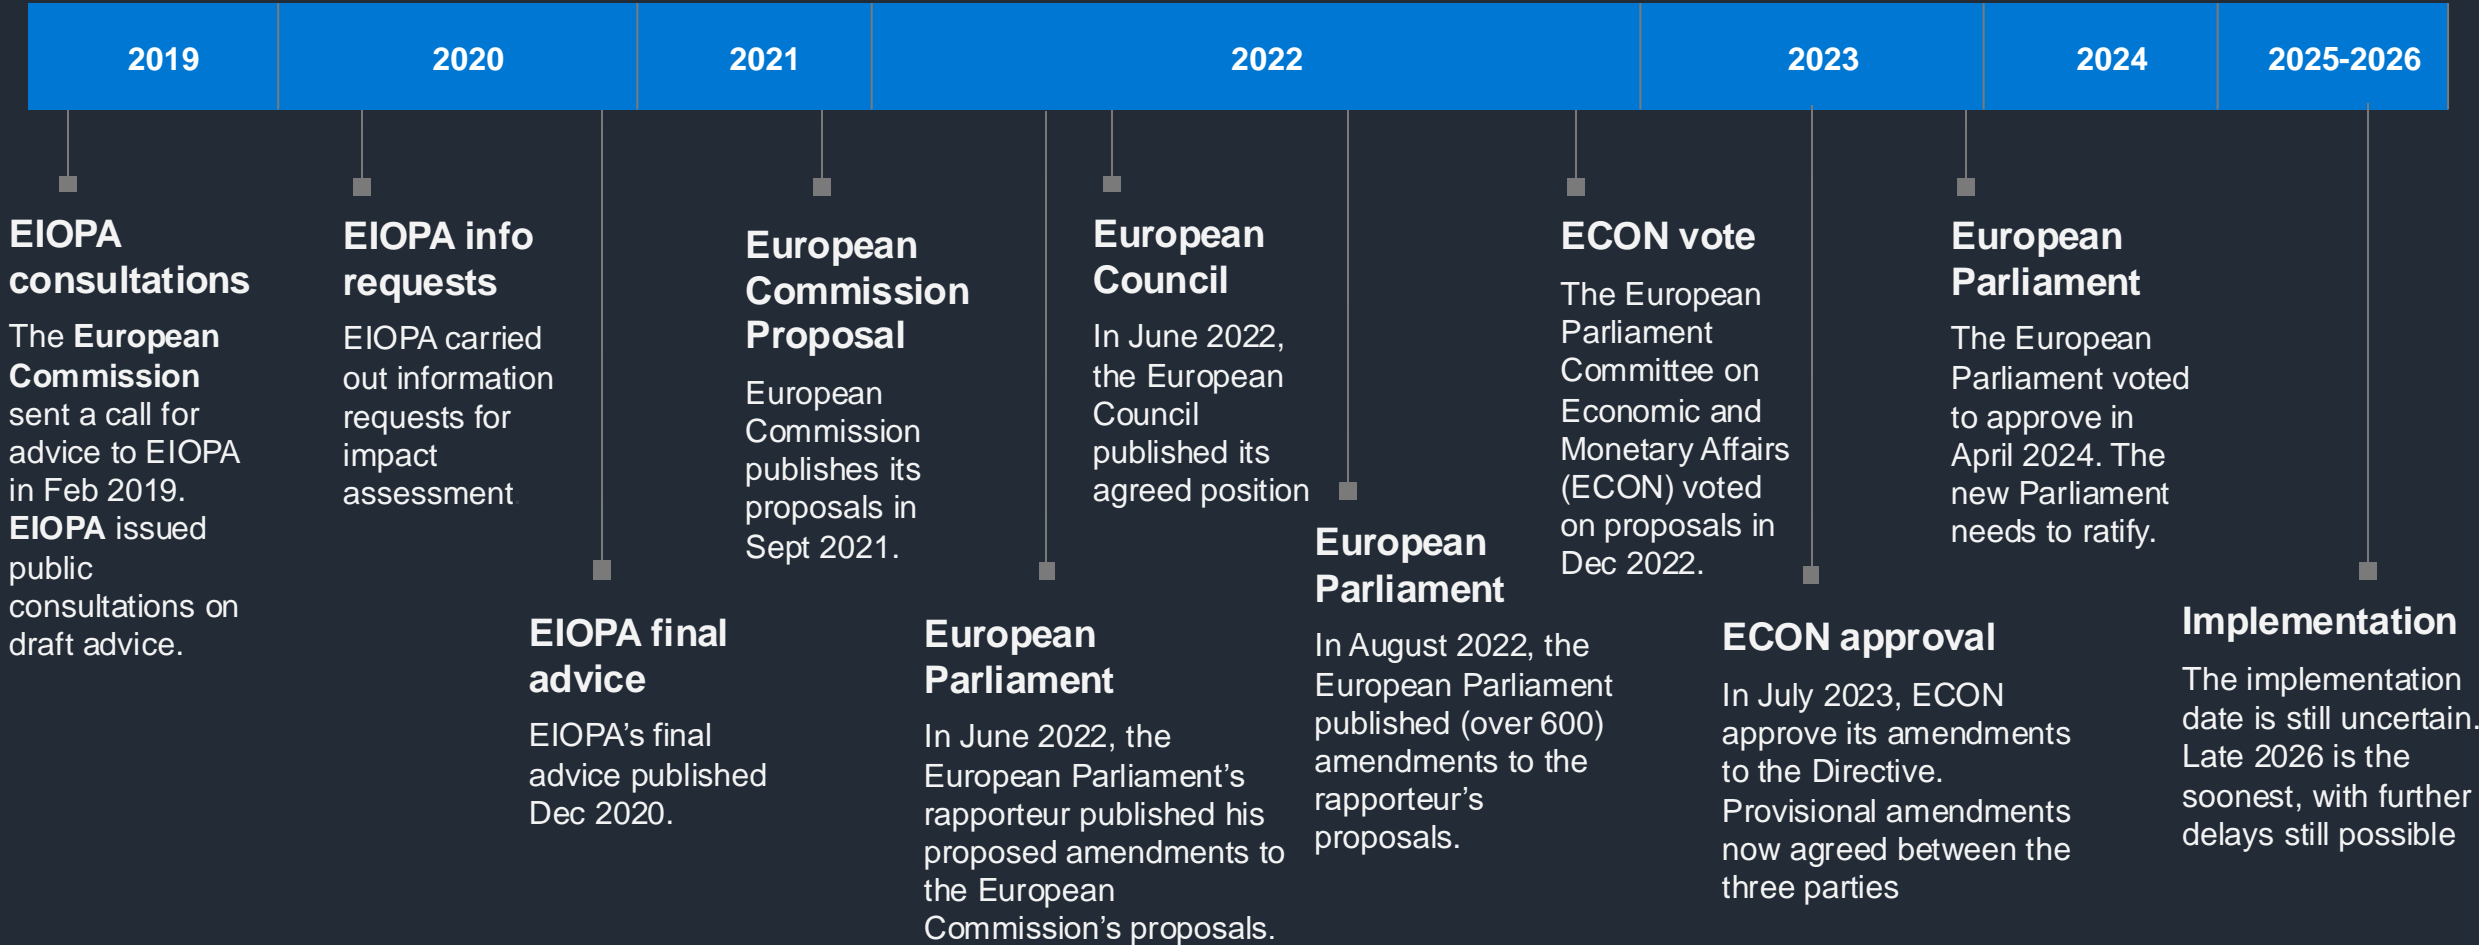 2019
2020
2021
2022
2023
2024
2025-2026
EIOPA
consultations
The European
Commission
sent a call for
advice to EIOPA
in Feb 2019.
EIOPA issued
public
consultations on
draft advice.
EIOPA info
requests
EIOPA carried
out information
requests for
impact
assessment.
EIOPA final
advice
EIOPA’s final
advice published
Dec 2020.
European
Commission
Proposal
European
Commission
publishes its
proposals in
Sept 2021.
European
Parliament
In June 2022, the
European Parliament’s
rapporteur published his
proposed amendments to
the European
Commission’s proposals.
European
Council
In June 2022,
the European
Council
published its
agreed position
European
Parliament
In August 2022, the
European Parliament
published (over 600)
amendments to the
rapporteur’s
proposals.
ECON vote
The European
Parliament
Committee on
Economic and
Monetary Affairs
(ECON) voted
on proposals in
Dec 2022.
ECON approval
In July 2023, ECON
approve its amendments
to the Directive.
Provisional amendments
now agreed between the
three parties
European
Parliament
The European
Parliament voted
to approve in
April 2024. The
new Parliament
needs to ratify.
Implementation
The implementation
date is still uncertain.
Late 2026 is the
soonest, with further
delays still possible